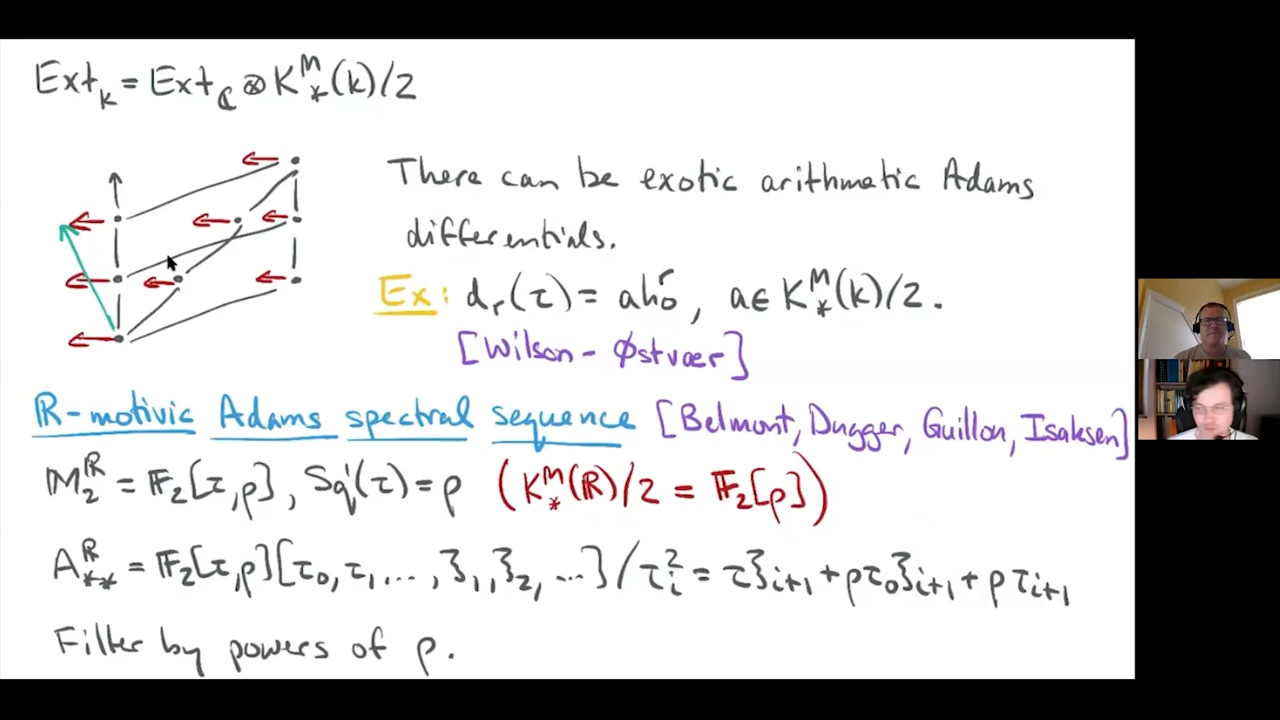 Ext_k = Ext_ℂ ⊗ K^M_*(k)/2
There can be exotic arithmatic Adams
differentials.
Ex: d_r(τ) = ah_0^r, a ∈ K^M_*(k)/2.
[Wilson - Østvær]
ℝ-motivic Adams spectral sequence [Belmont, Dugger, Guillou, Isaksen]
M_2^ℝ = 𝔽_2[τ,ρ], Sq^1(τ) = ρ (K^M_*(ℝ)/2 = 𝔽_2[ρ])
A^ℝ_** = 𝔽_2[τ,ρ][τ_0, τ_1, ..., ξ_1, ξ_2, ...] / τ_i^2 = τξ_{i+1} + ρτ_0ξ_{i+1} + ρτ_{i+1}
Filter by powers of ρ.